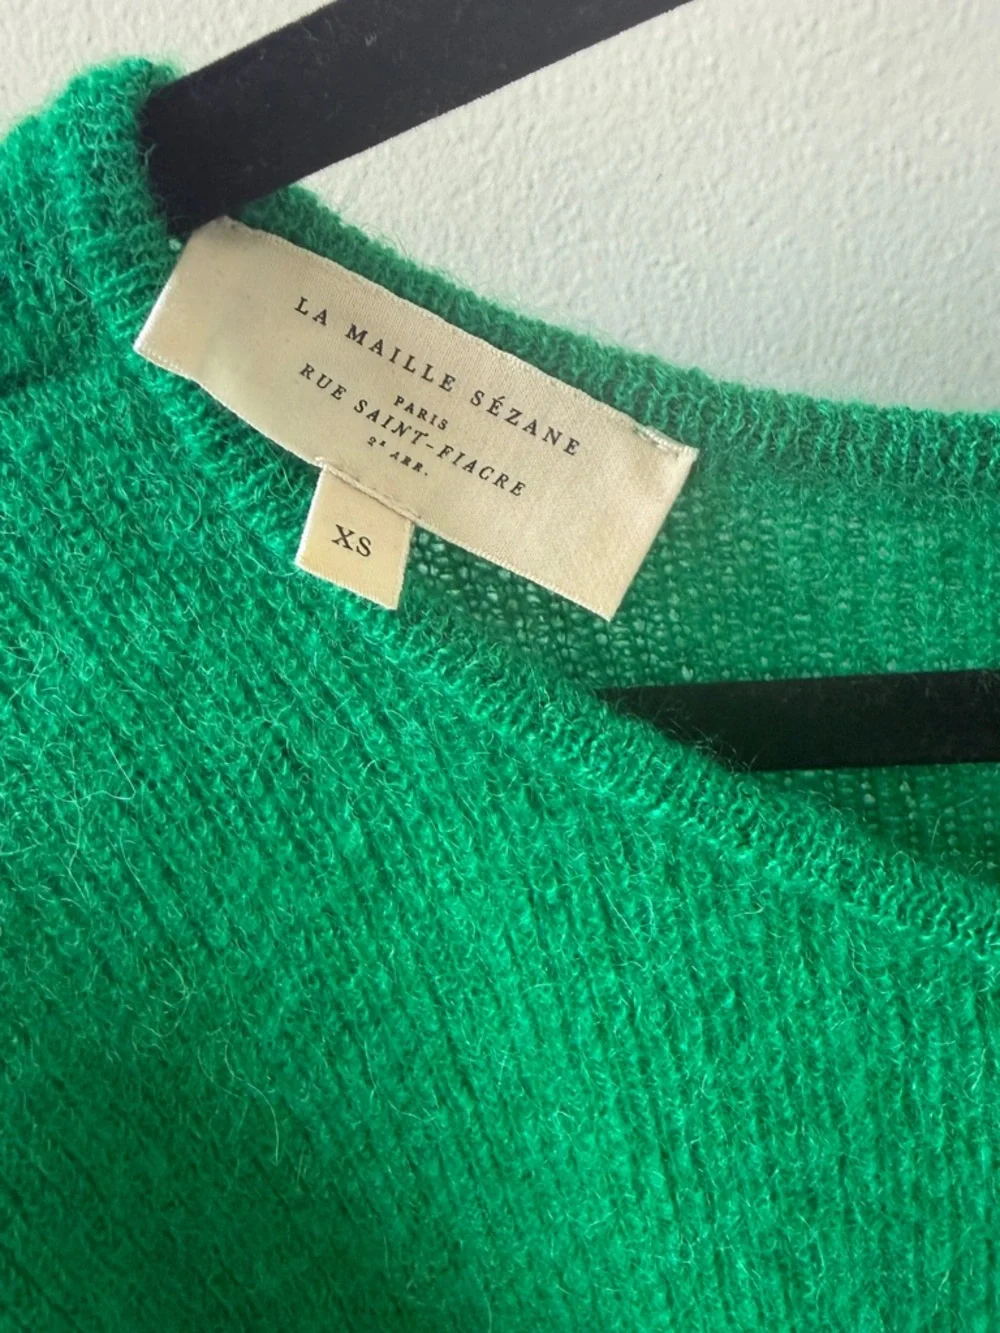 LA MAILLE SÉZANE
PARIS
RUE SAINT-FIACRE
2e ARR.
XS